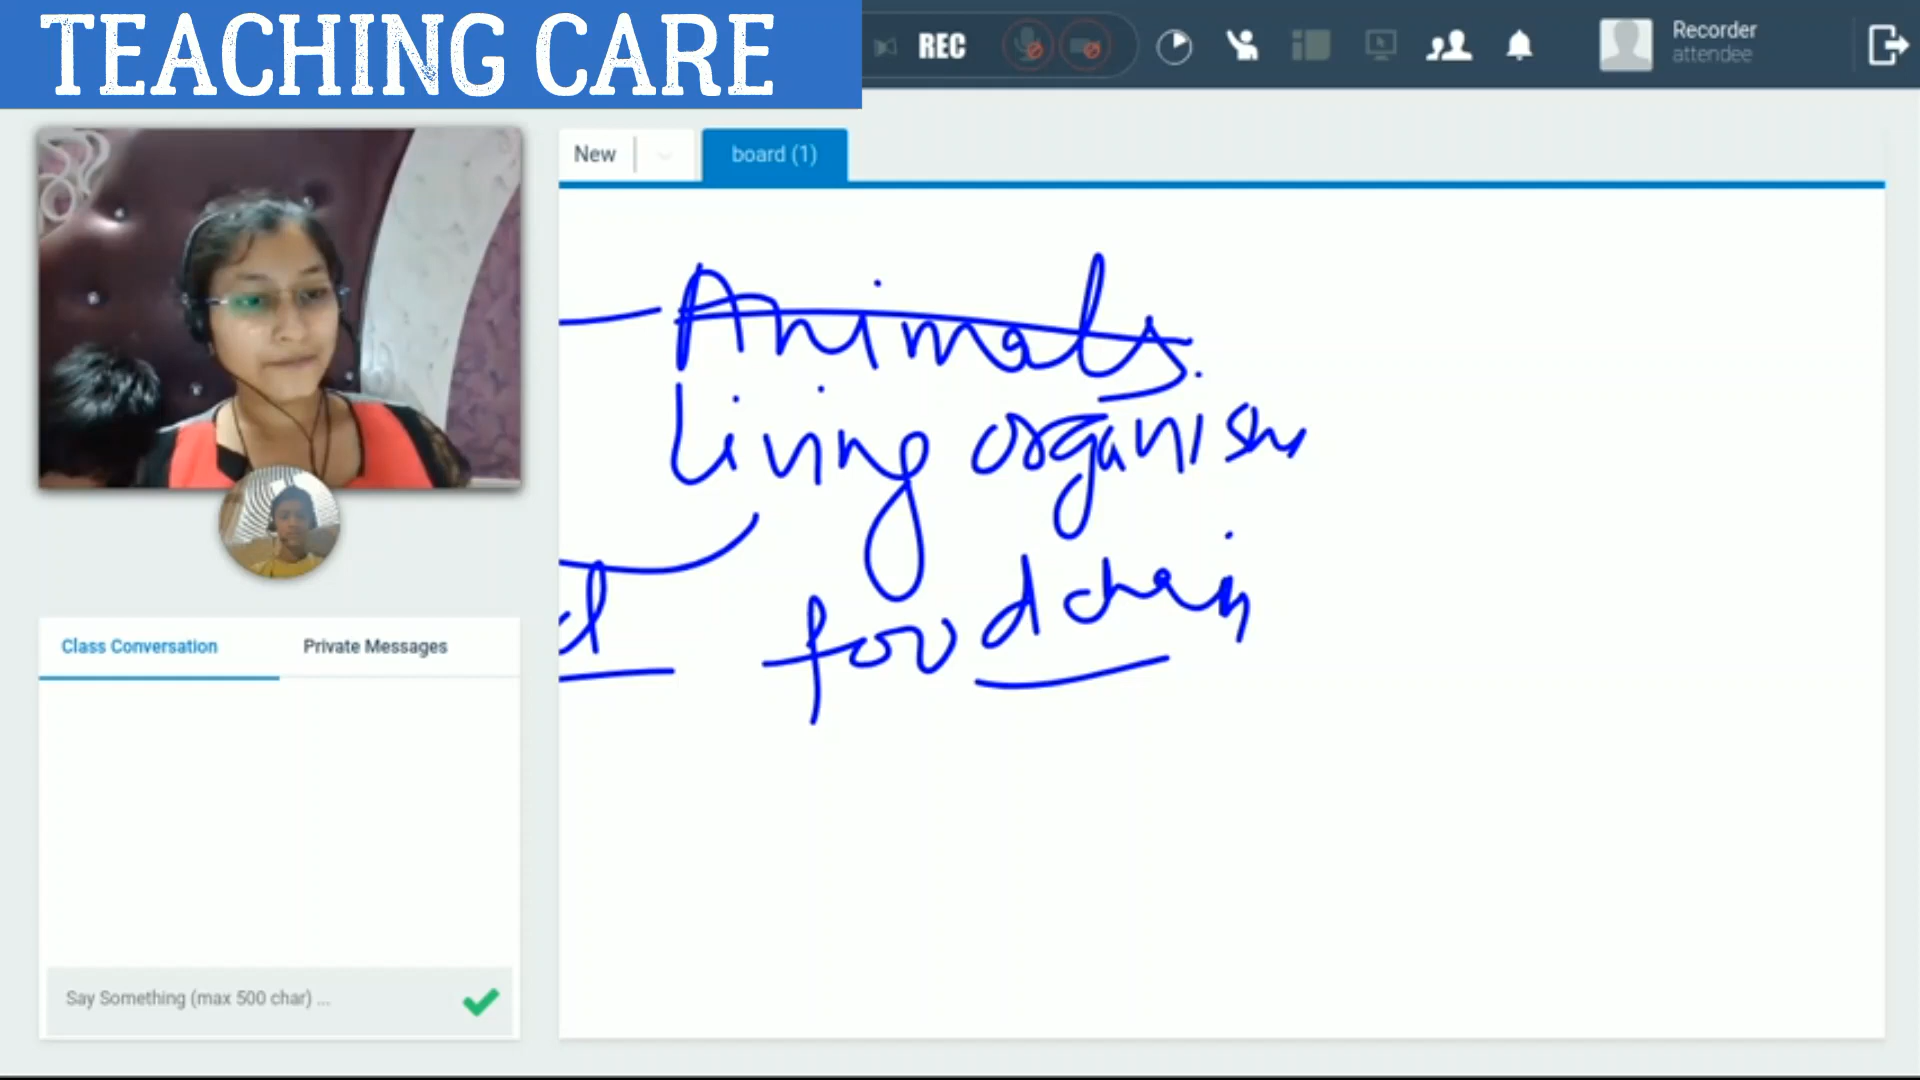 TEACHING CARE
REC
Recorder
attendee
New
board (1)
Animals.
Living organism
food chain
Class Conversation
Private Messages
Say Something (max 500 char) ...